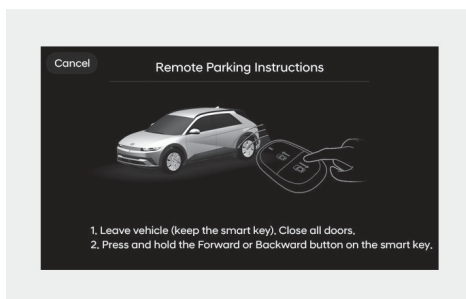 Cancel
Remote Parking Instructions
1. Leave vehicle (keep the smart key). Close all doors.
2. Press and hold the Forward or Backward button on the smart key.